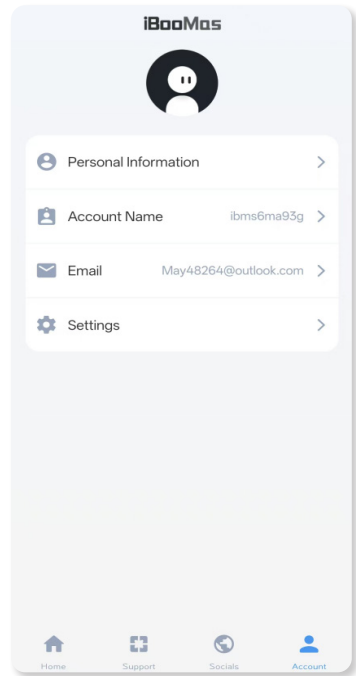 iBooMas
Personal Information
Account Name ibms6ma93g
Email May48264@outlook.com
Settings
Home Support Socials Account